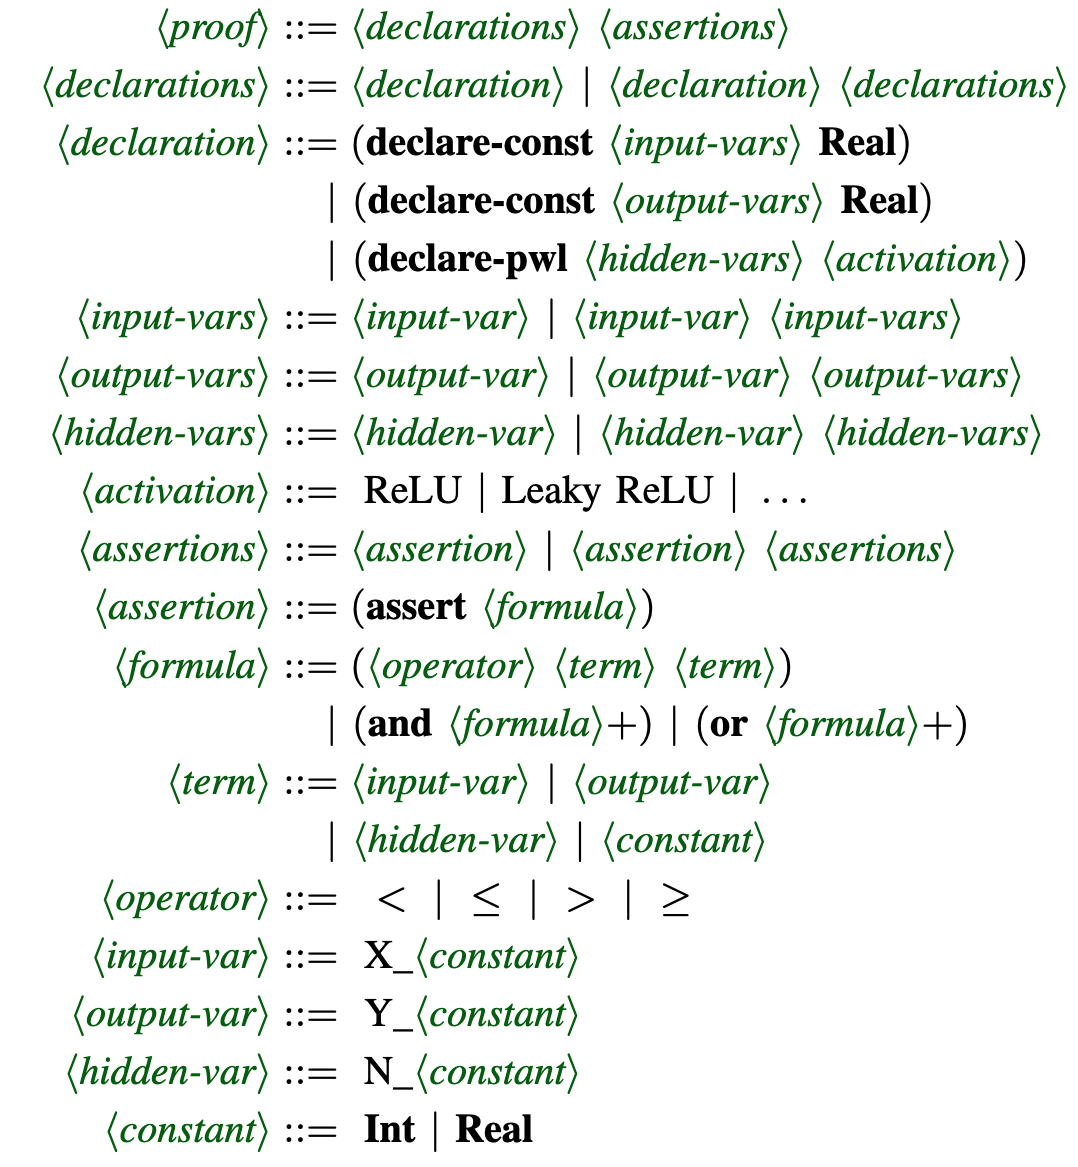 ⟨proof⟩ ::= ⟨declarations⟩ ⟨assertions⟩
⟨declarations⟩ ::= ⟨declaration⟩ | ⟨declaration⟩ ⟨declarations⟩
⟨declaration⟩ ::= (declare-const ⟨input-vars⟩ Real)
| (declare-const ⟨output-vars⟩ Real)
| (declare-pwl ⟨hidden-vars⟩ ⟨activation⟩)
⟨input-vars⟩ ::= ⟨input-var⟩ | ⟨input-var⟩ ⟨input-vars⟩
⟨output-vars⟩ ::= ⟨output-var⟩ | ⟨output-var⟩ ⟨output-vars⟩
⟨hidden-vars⟩ ::= ⟨hidden-var⟩ | ⟨hidden-var⟩ ⟨hidden-vars⟩
⟨activation⟩ ::= ReLU | Leaky ReLU | ...
⟨assertions⟩ ::= ⟨assertion⟩ | ⟨assertion⟩ ⟨assertions⟩
⟨assertion⟩ ::= (assert ⟨formula⟩)
⟨formula⟩ ::= (⟨operator⟩ ⟨term⟩ ⟨term⟩)
| (and ⟨formula⟩+) | (or ⟨formula⟩+)
⟨term⟩ ::= ⟨input-var⟩ | ⟨output-var⟩
| ⟨hidden-var⟩ | ⟨constant⟩
⟨operator⟩ ::= < | ≤ | > | ≥
⟨input-var⟩ ::= X_⟨constant⟩
⟨output-var⟩ ::= Y_⟨constant⟩
⟨hidden-var⟩ ::= N_⟨constant⟩
⟨constant⟩ ::= Int | Real